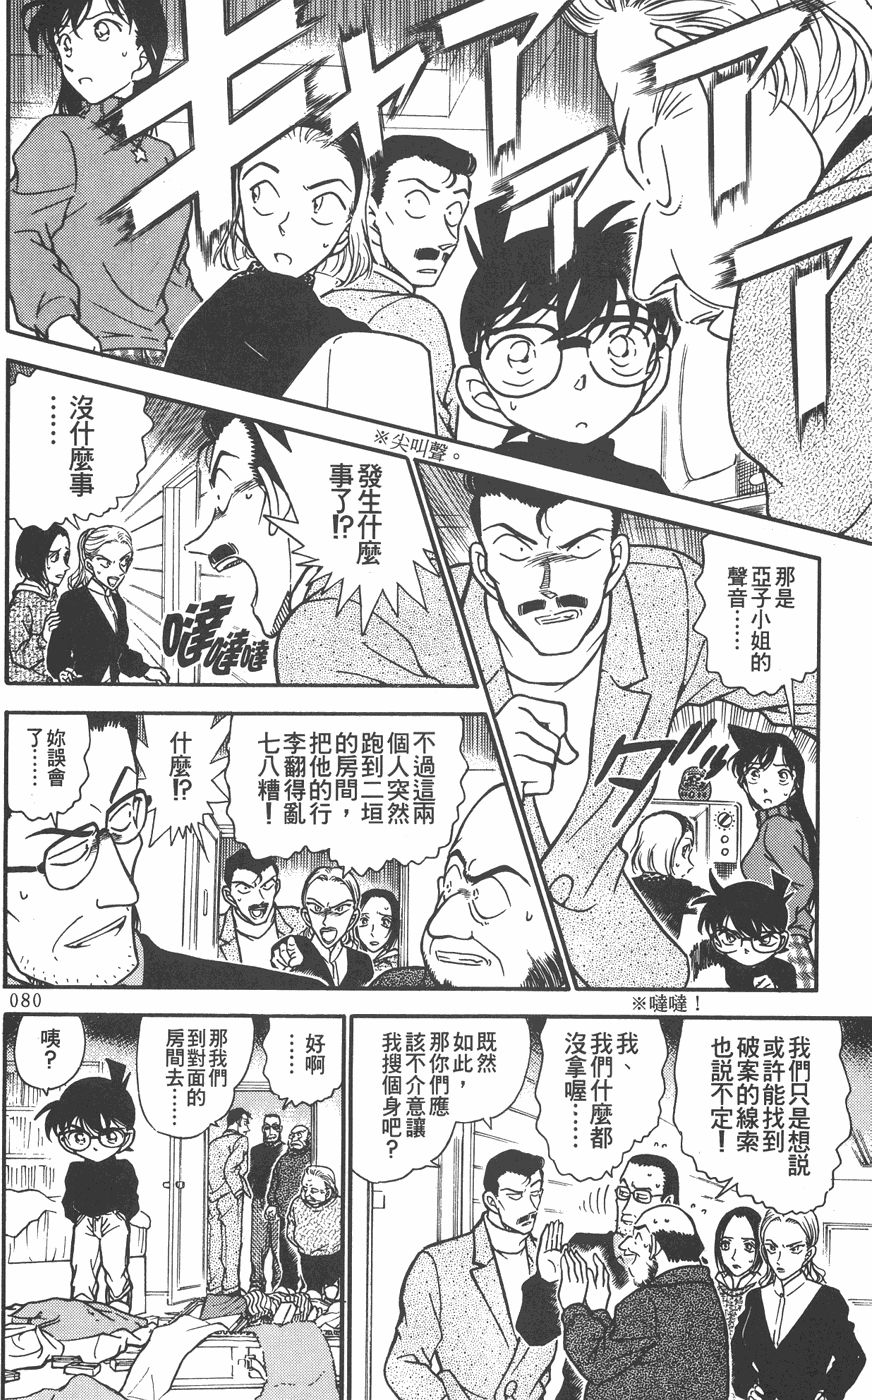 キャアアア
※尖叫聲。
那是
亞子小姐的
聲音……
ダッ
※噠噠！
發生什麼
事了!?
噠噠噠
沒什麼事
……
不過這兩
個人突然
跑到二垣
的房間，
把他的行
李翻得亂
七八糟！
什麼!?
妳誤會
了……
080
我們只是想說
或許能找到
破案的線索
也說不定！
我、
我們什麼都
沒拿喔……
既然
如此，
那你們應
該不介意讓
我搜個身吧？
好啊
……
那我們
到對面的
房間去……
咦？